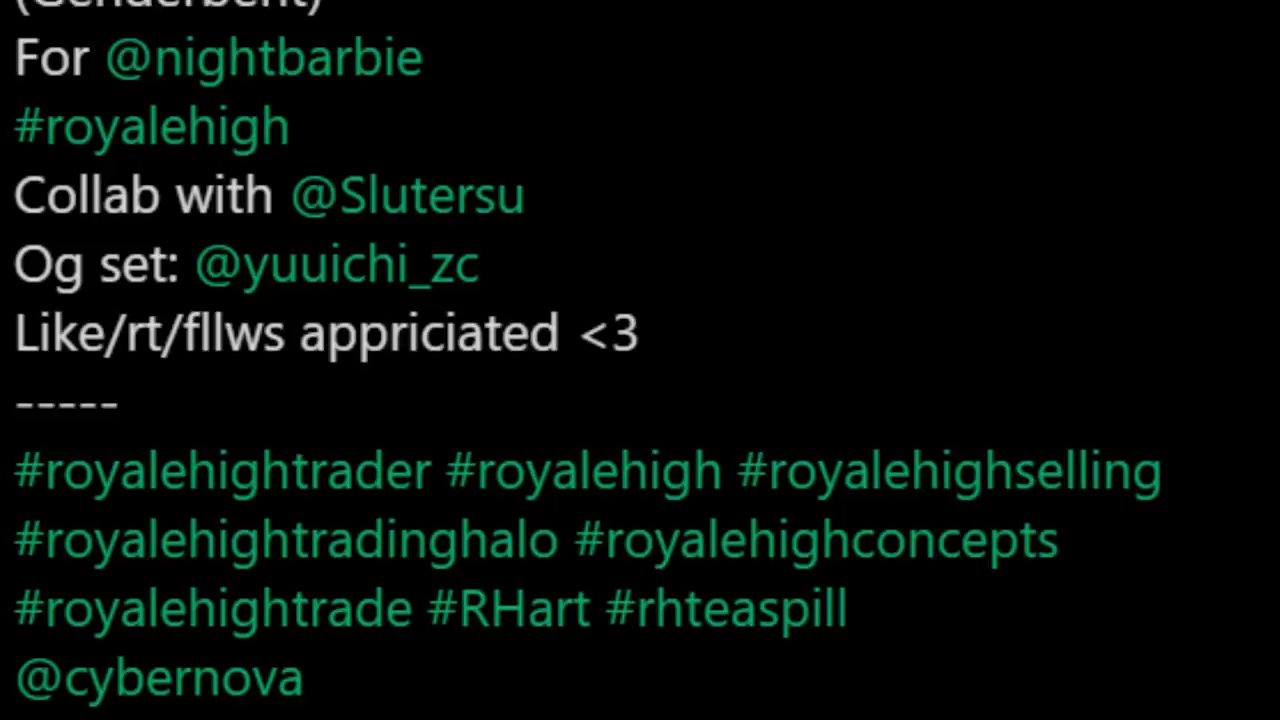 (Genderbent)
For @nightbarbie
#royalehigh
Collab with @Slutersu
Og set: @yuuichi_zc
Like/rt/fllws appriciated <3
-----
#royalehightrader #royalehigh #royalehighselling
#royalehightradinghalo #royalehighconcepts
#royalehightrade #RHart #rhteaspill
@cybernova